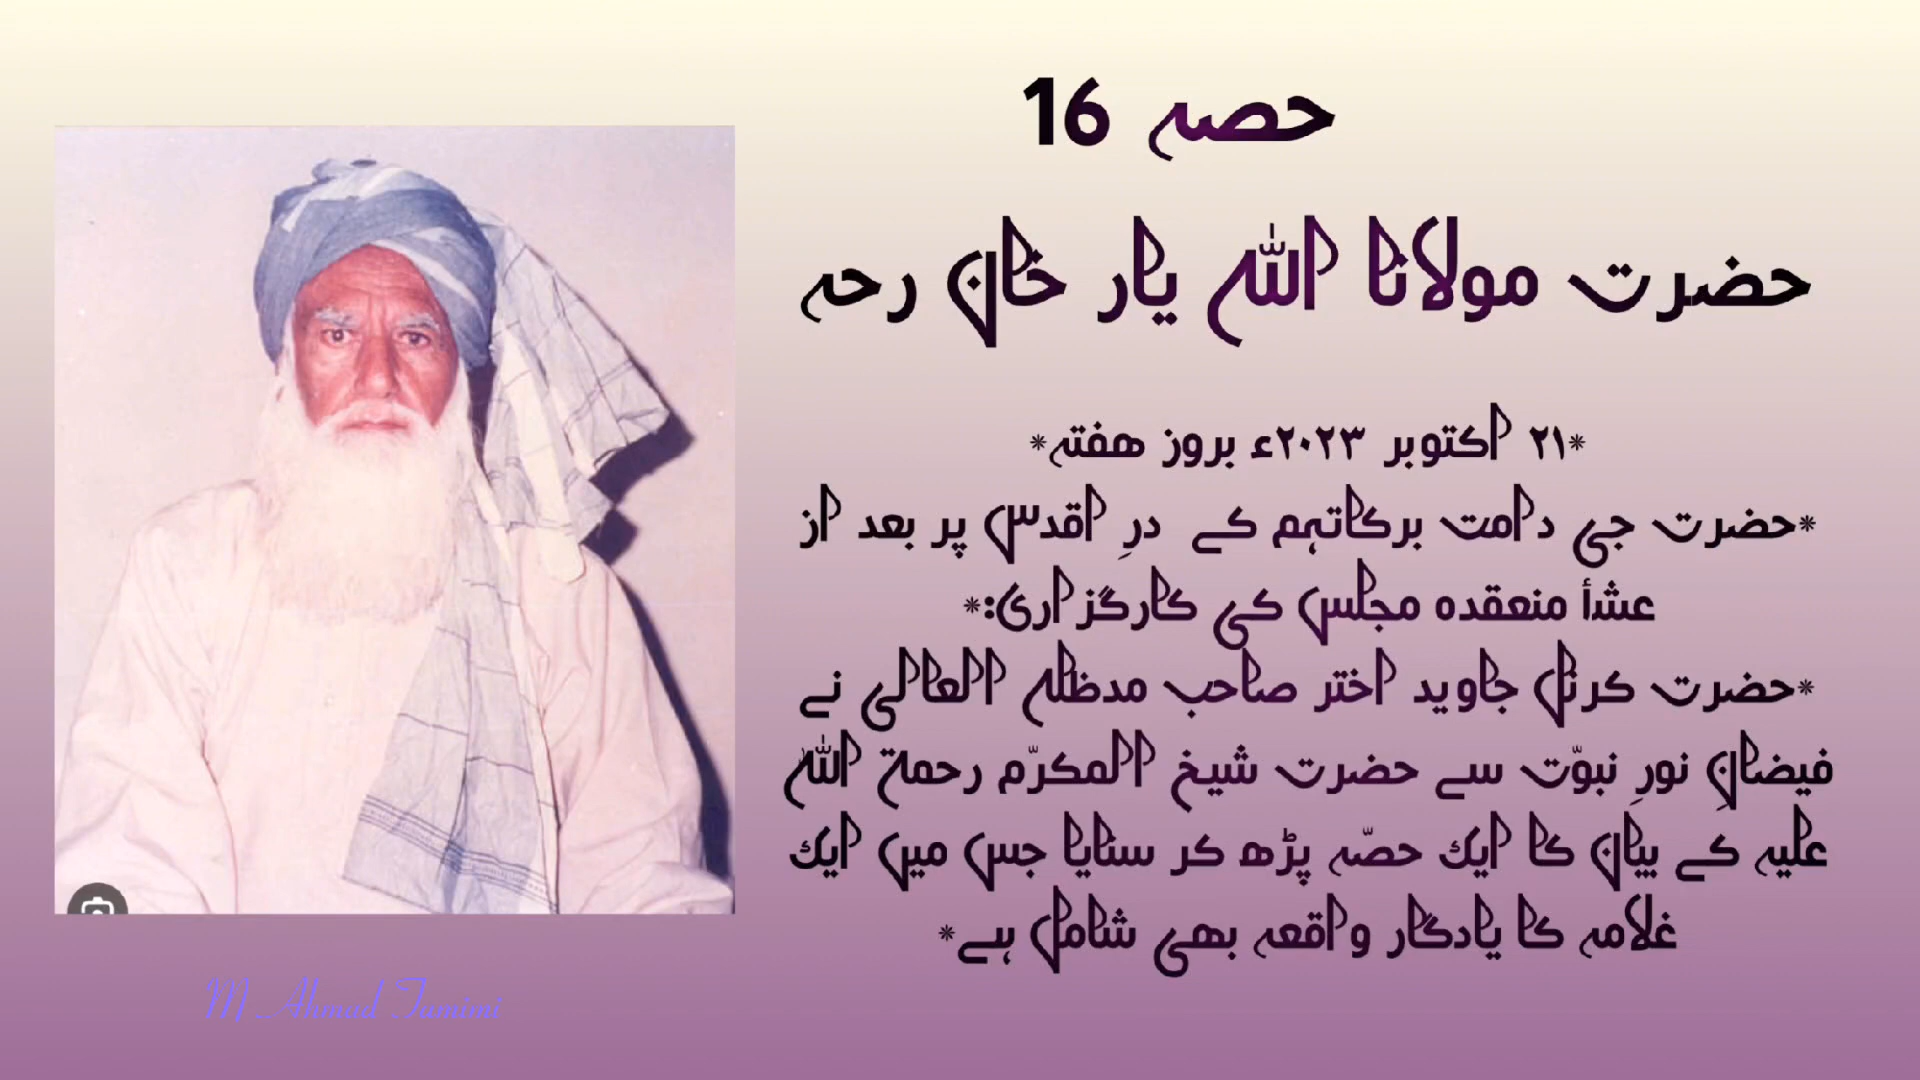 حصہ 16
حضرت مولانا اللہ یار خان رحہ
*۲۱ اکتوبر ۲۰۲۳ء بروز ھفتہ*
*حضرت جی دامت برکاتہم کے درِ اقدس پر بعد از
عشأ منعقدہ مجلس کی کارگزاری:*
*حضرت کرنل جاوید اختر صاحب مدظلہ العالی نے
فیضانِ نورِ نبوّت سے حضرت شیخ المکرّم رحمۃ اللہ
علیہ کے بیان کا ایک حصّہ پڑھ کر سنایا جس میں ایک
غلامہ کا یادگار واقعہ بھی شامل ہے*
M Ahmad Tamimi